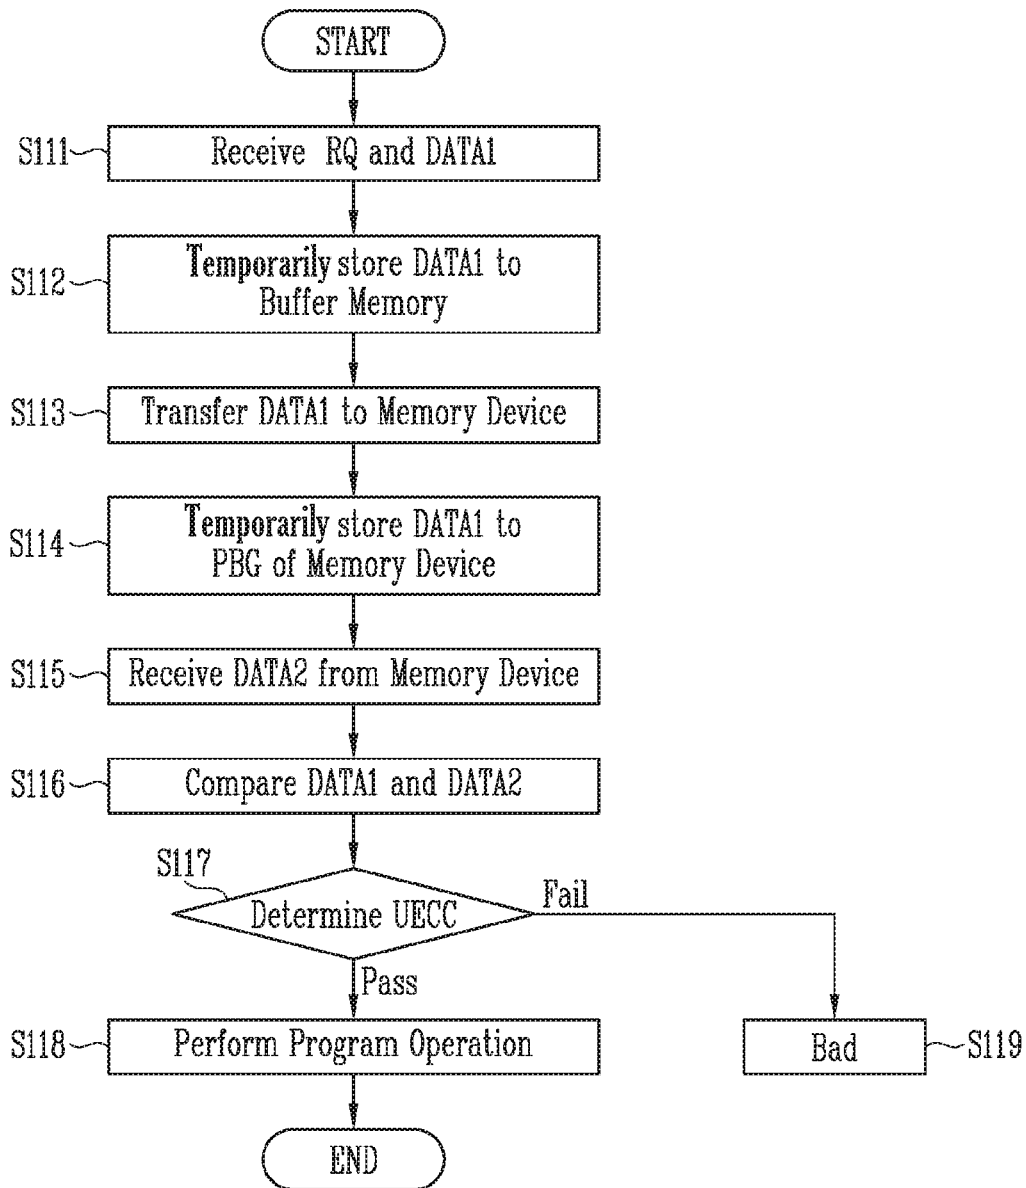 START
S111
Receive RQ and DATA1
S112
Temporarily store DATA1 to
Buffer Memory
S113
Transfer DATA1 to Memory Device
S114
Temporarily store DATA1 to
PBG of Memory Device
S115
Receive DATA2 from Memory Device
S116
Compare DATA1 and DATA2
S117
Determine UECC
Fail
Pass
S118
Perform Program Operation
Bad
S119
END